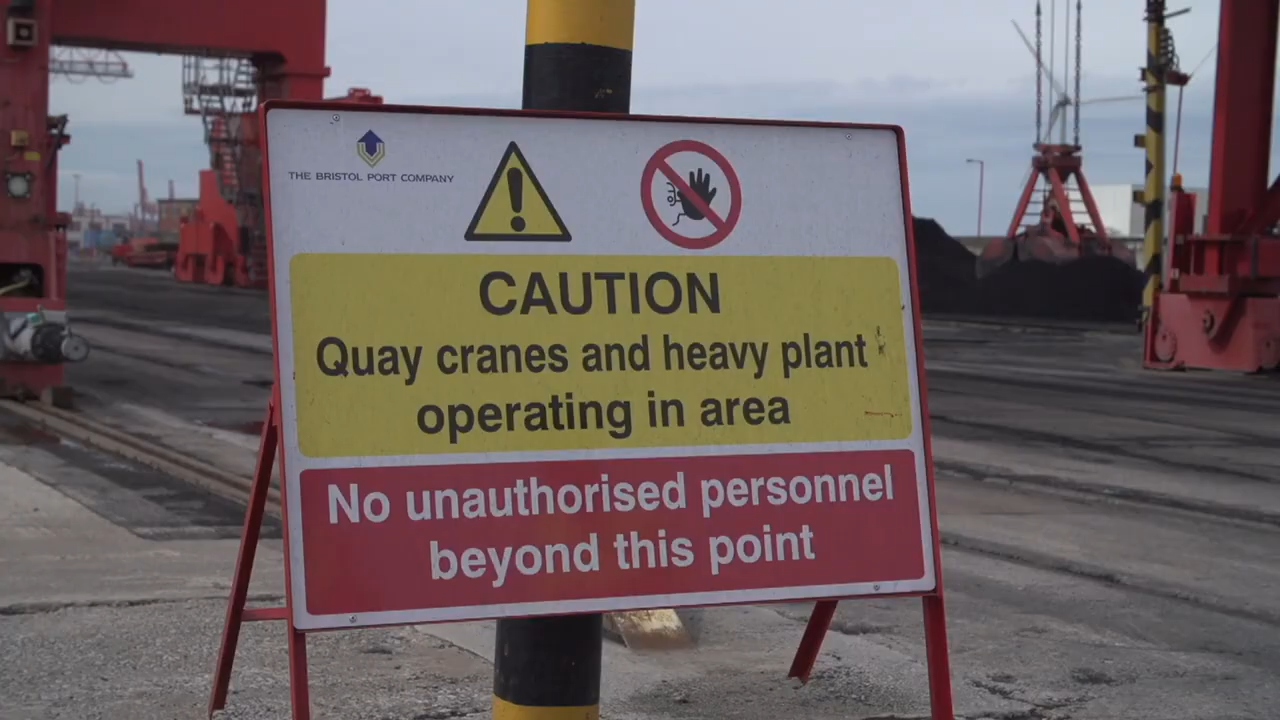 THE BRISTOL PORT COMPANY
CAUTION
Quay cranes and heavy plant
operating in area
No unauthorised personnel
beyond this point